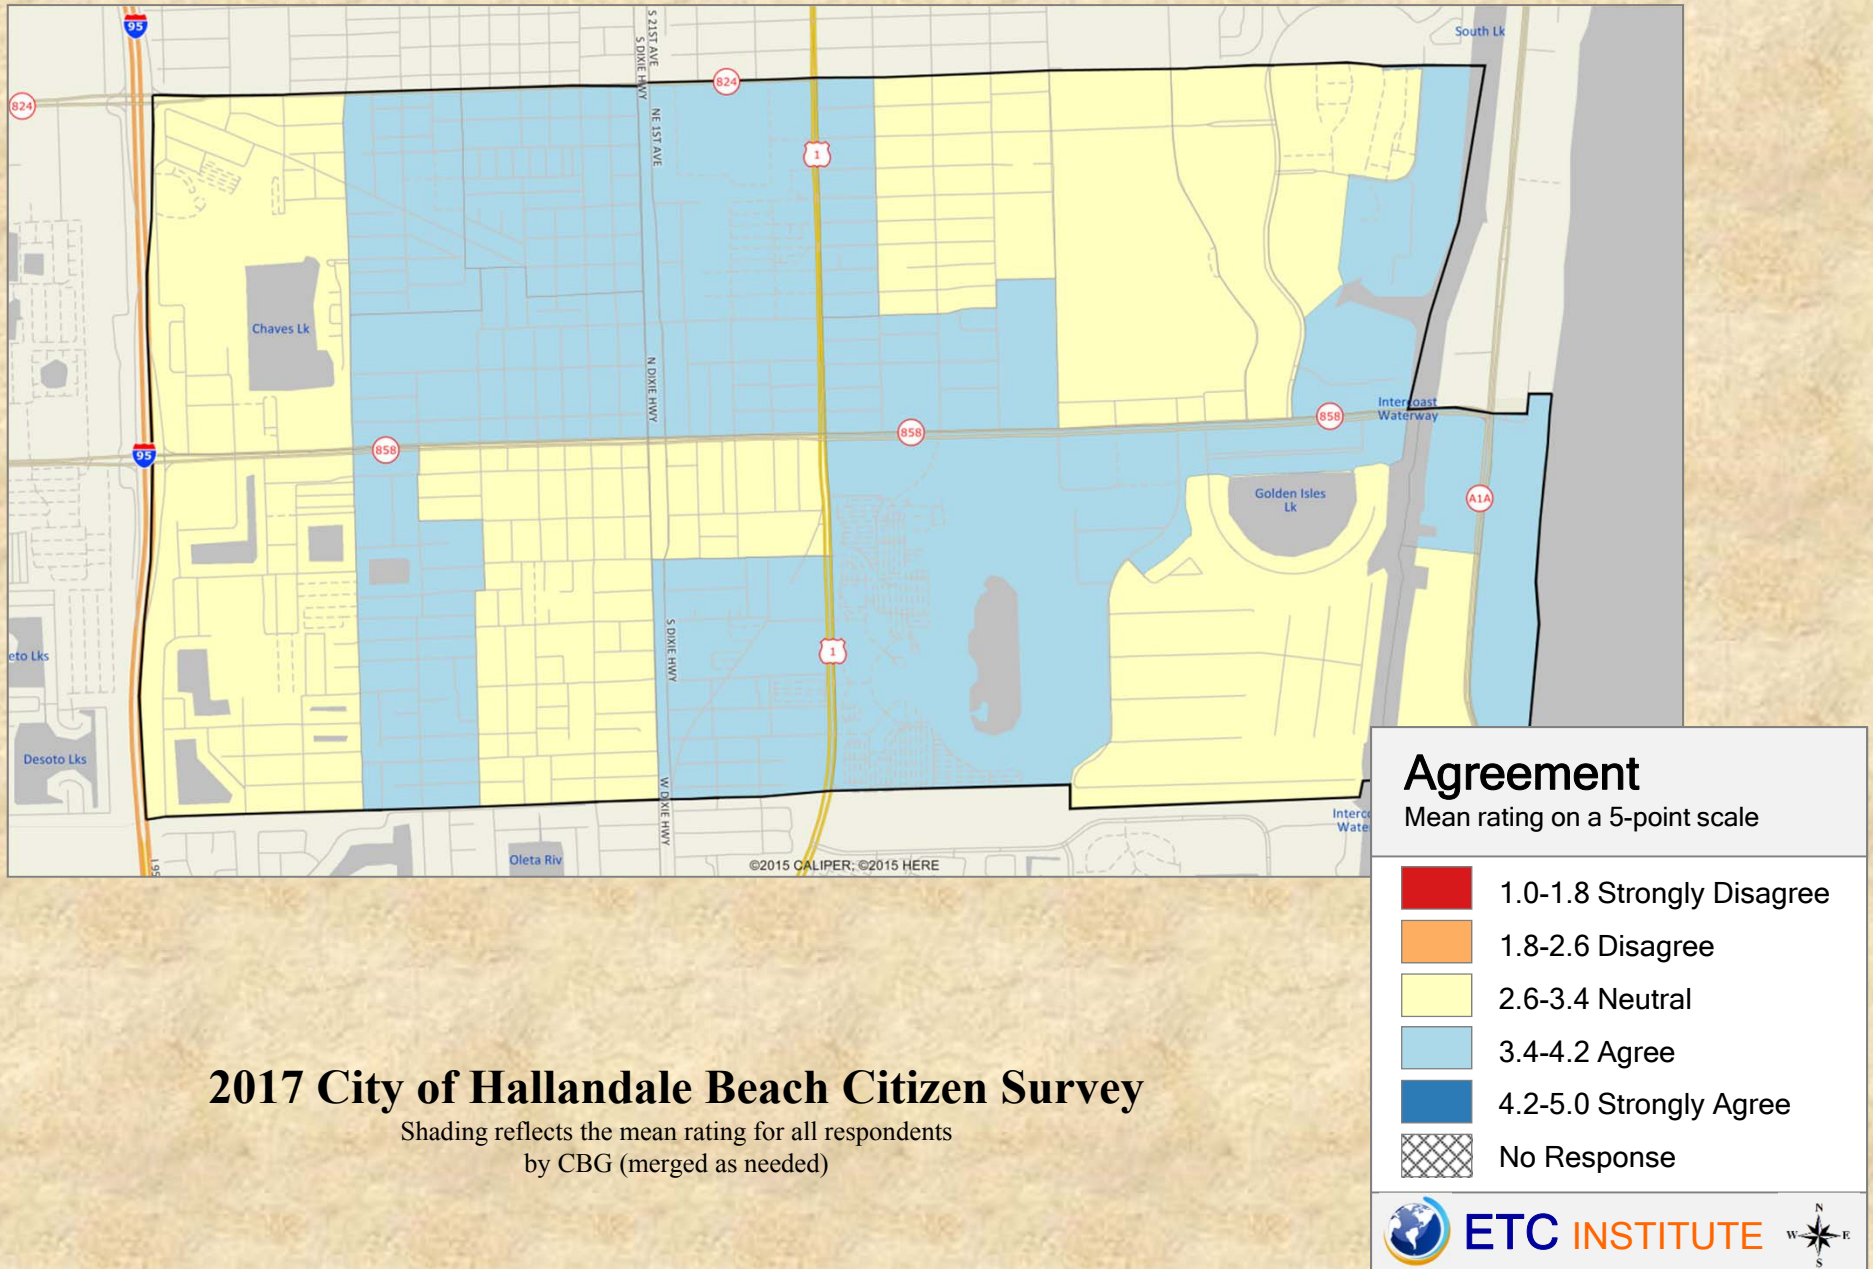 95
South Lk
S 21ST AVE
S DIXIE HWY
824
824
NE 1ST AVE
1
Chaves Lk
N DIXIE HWY
Intercoast
Waterway
858
858
858
95
Golden Isles
Lk
A1A
S DIXIE HWY
1
eto Lks
Desoto Lks
W DIXIE HWY
Interco
Wate
Oleta Riv
I 95
©2015 CALIPER; ©2015 HERE
Agreement
Mean rating on a 5-point scale
1.0-1.8 Strongly Disagree
1.8-2.6 Disagree
2.6-3.4 Neutral
3.4-4.2 Agree
4.2-5.0 Strongly Agree
No Response
2017 City of Hallandale Beach Citizen Survey
Shading reflects the mean rating for all respondents
by CBG (merged as needed)
ETC INSTITUTE
N
W E
S